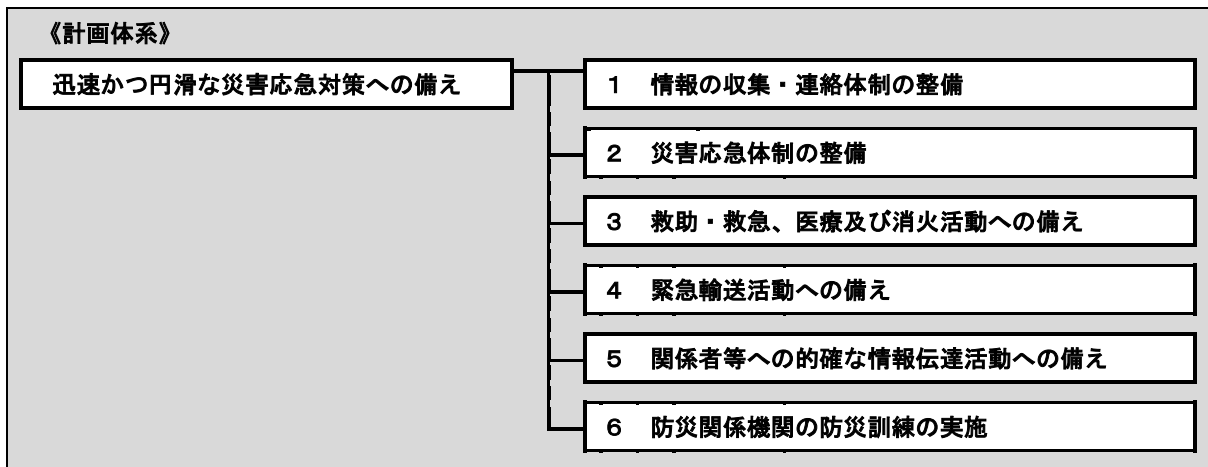 《計画体系》
迅速かつ円滑な災害応急対策への備え
１　情報の収集・連絡体制の整備
２　災害応急体制の整備
３　救助・救急、医療及び消火活動への備え
４　緊急輸送活動への備え
５　関係者等への的確な情報伝達活動への備え
６　防災関係機関の防災訓練の実施